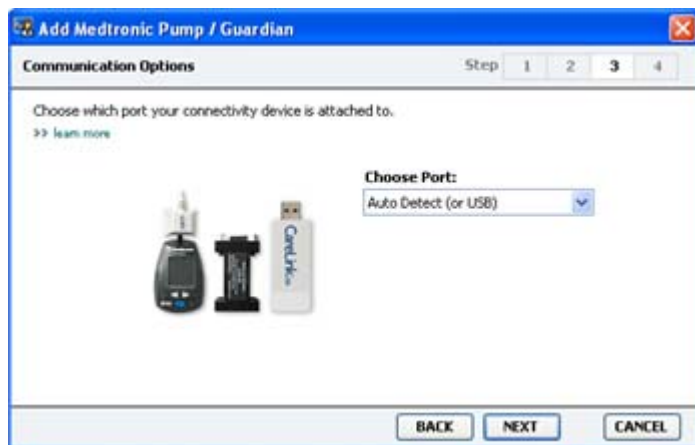 Add Medtronic Pump / Guardian
Communication Options
Step 1 2 3 4
Choose which port your connectivity device is attached to.
>> learn more
Choose Port:
Auto Detect (or USB)
CareLink
BACK
NEXT
CANCEL